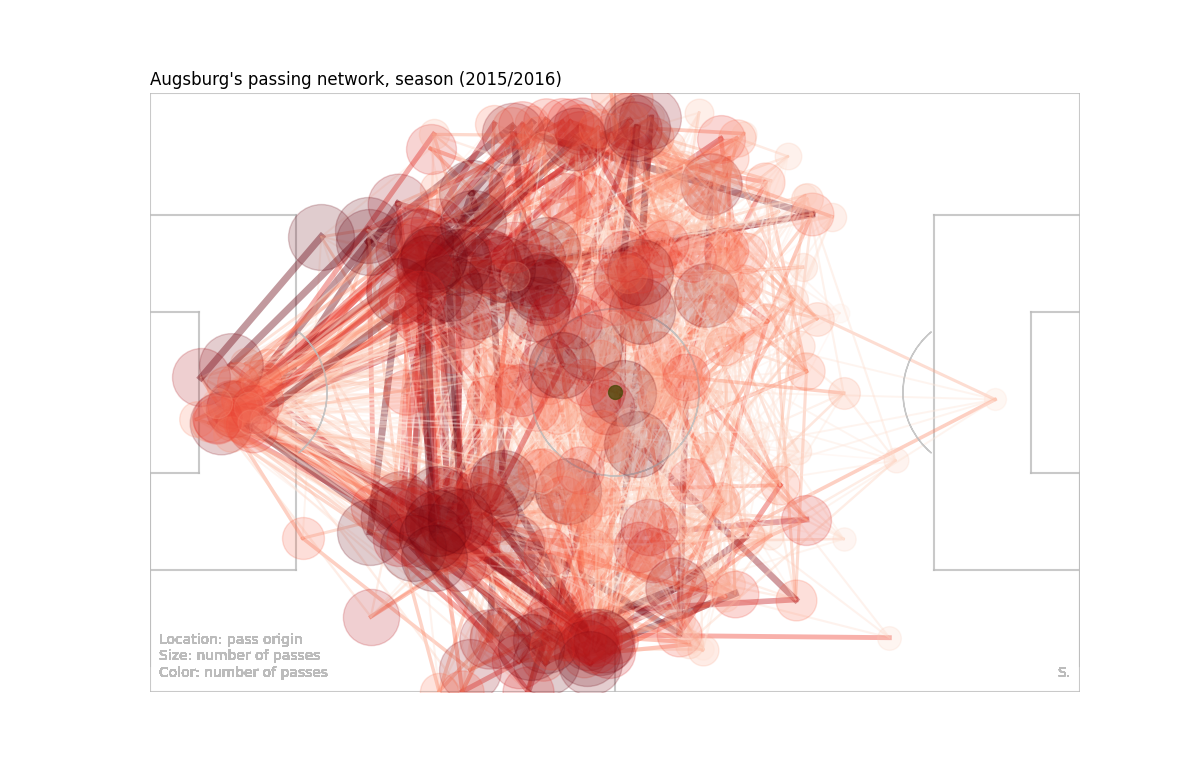 Augsburg's passing network, season (2015/2016)
Location: pass origin
Size: number of passes
Color: number of passes
S.